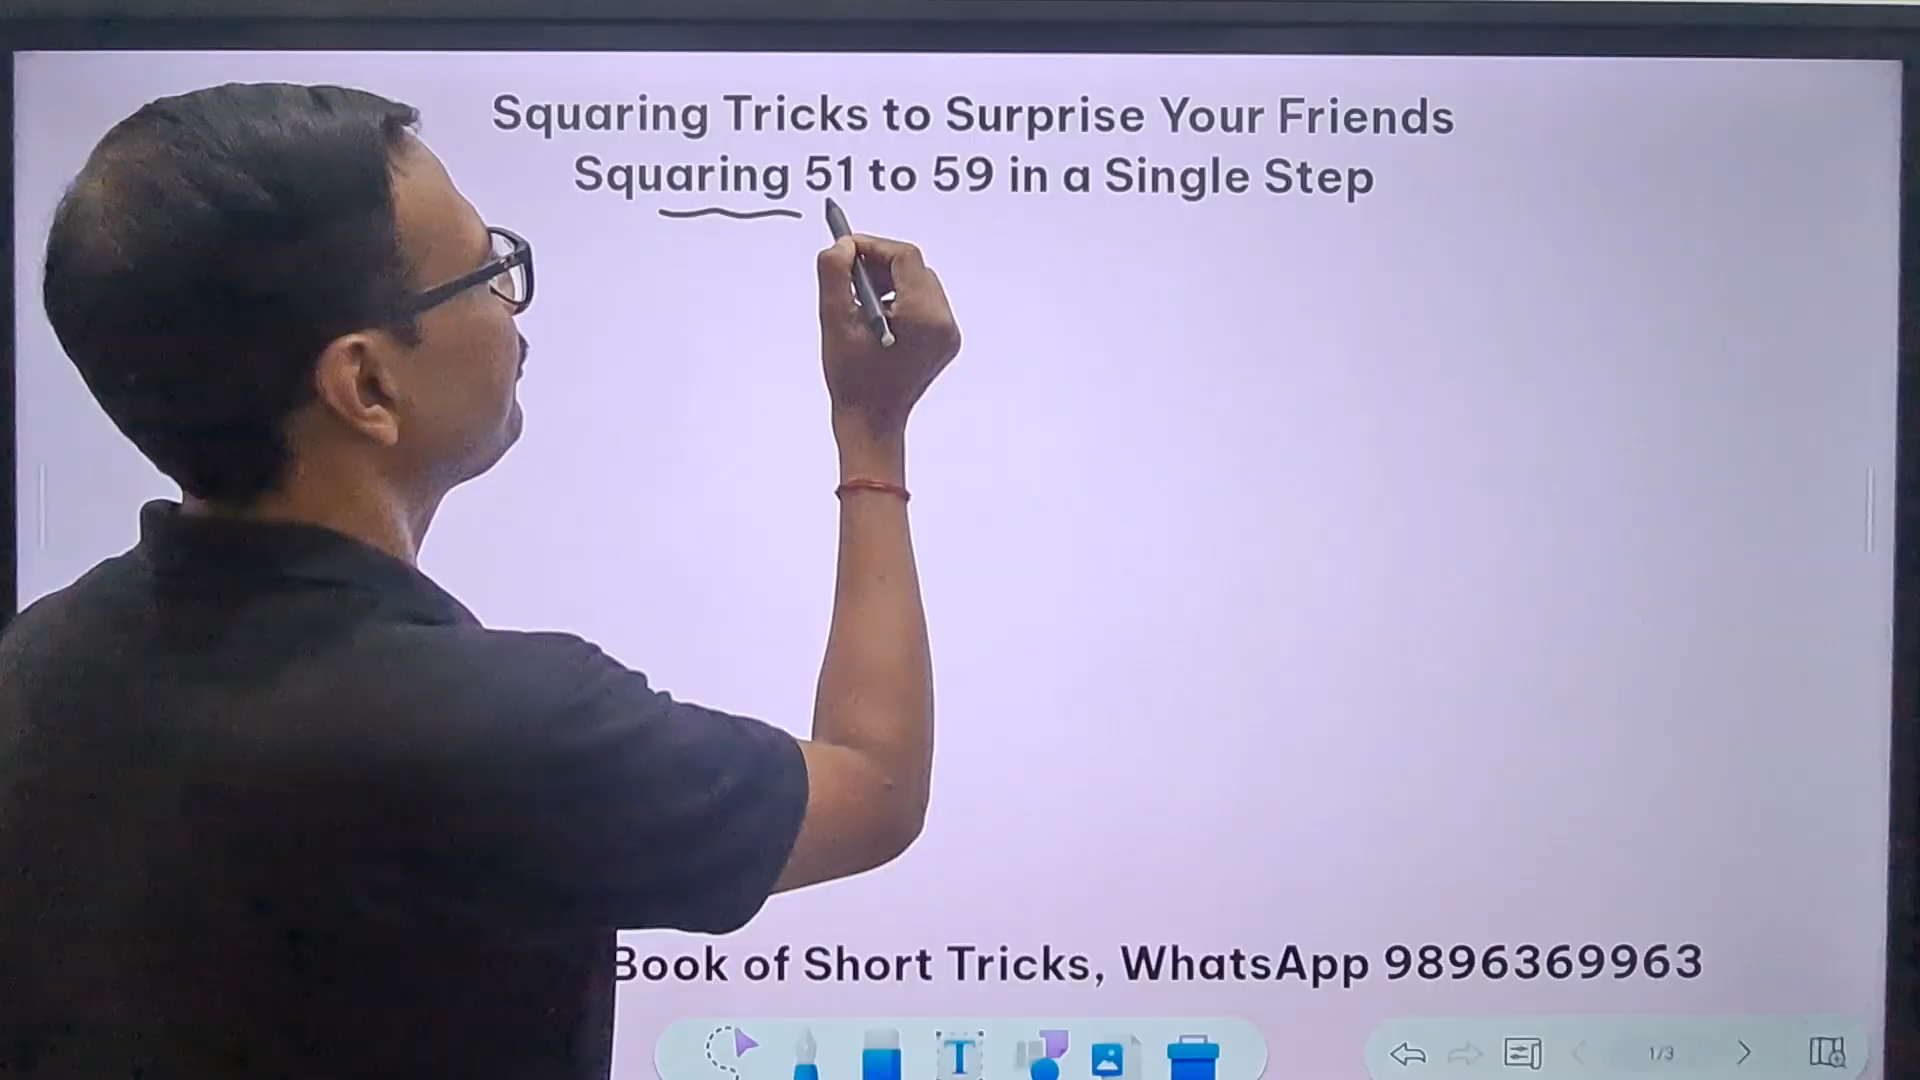 Squaring Tricks to Surprise Your Friends
Squaring 51 to 59 in a Single Step
Book of Short Tricks, WhatsApp 9896369963
T
1/3